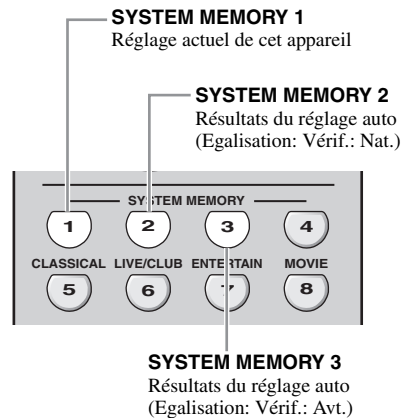 SYSTEM MEMORY 1
Réglage actuel de cet appareil
SYSTEM MEMORY 2
Résultats du réglage auto
(Egalisation: Vérif.: Nat.)
SYSTEM MEMORY
1 2 3 4
CLASSICAL LIVE/CLUB ENTERTAIN MOVIE
5 6 7 8
SYSTEM MEMORY 3
Résultats du réglage auto
(Egalisation: Vérif.: Avt.)